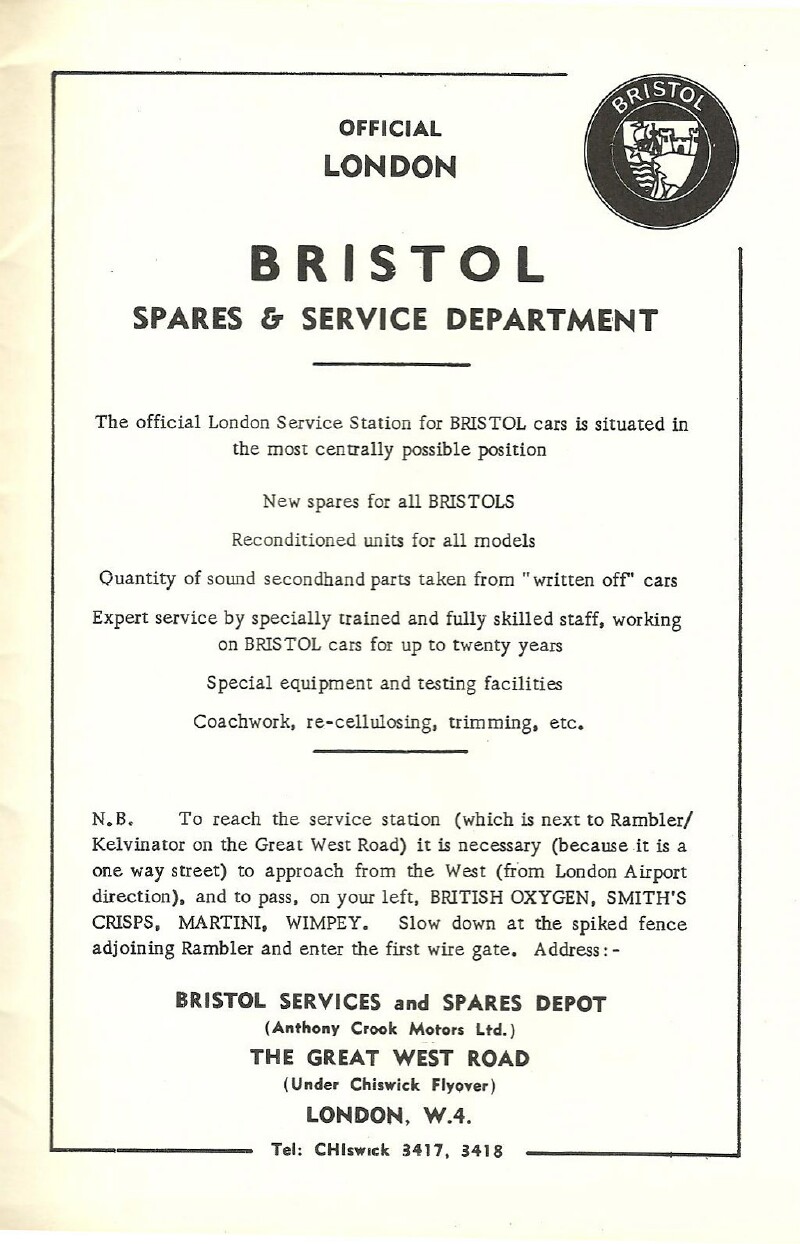 BRISTOL
OFFICIAL
LONDON
BRISTOL
SPARES & SERVICE DEPARTMENT
The official London Service Station for BRISTOL cars is situated in
the most centrally possible position
New spares for all BRISTOLS
Reconditioned units for all models
Quantity of sound secondhand parts taken from "written off" cars
Expert service by specially trained and fully skilled staff, working
on BRISTOL cars for up to twenty years
Special equipment and testing facilities
Coachwork, re-cellulosing, trimming, etc.
N.B. To reach the service station (which is next to Rambler/
Kelvinator on the Great West Road) it is necessary (because it is a
one way street) to approach from the West (from London Airport
direction), and to pass, on your left, BRITISH OXYGEN, SMITH'S
CRISPS, MARTINI, WIMPEY. Slow down at the spiked fence
adjoining Rambler and enter the first wire gate. Address:-
BRISTOL SERVICES and SPARES DEPOT
(Anthony Crook Motors Ltd.)
THE GREAT WEST ROAD
(Under Chiswick Flyover)
LONDON, W.4.
Tel: CHIswick 3417, 3418